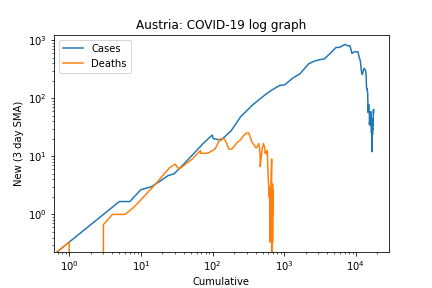 Austria: COVID-19 log graph
Cases
Deaths
New (3 day SMA)
10³
10²
10¹
10⁰
10⁰ 10¹ 10² 10³ 10⁴
Cumulative